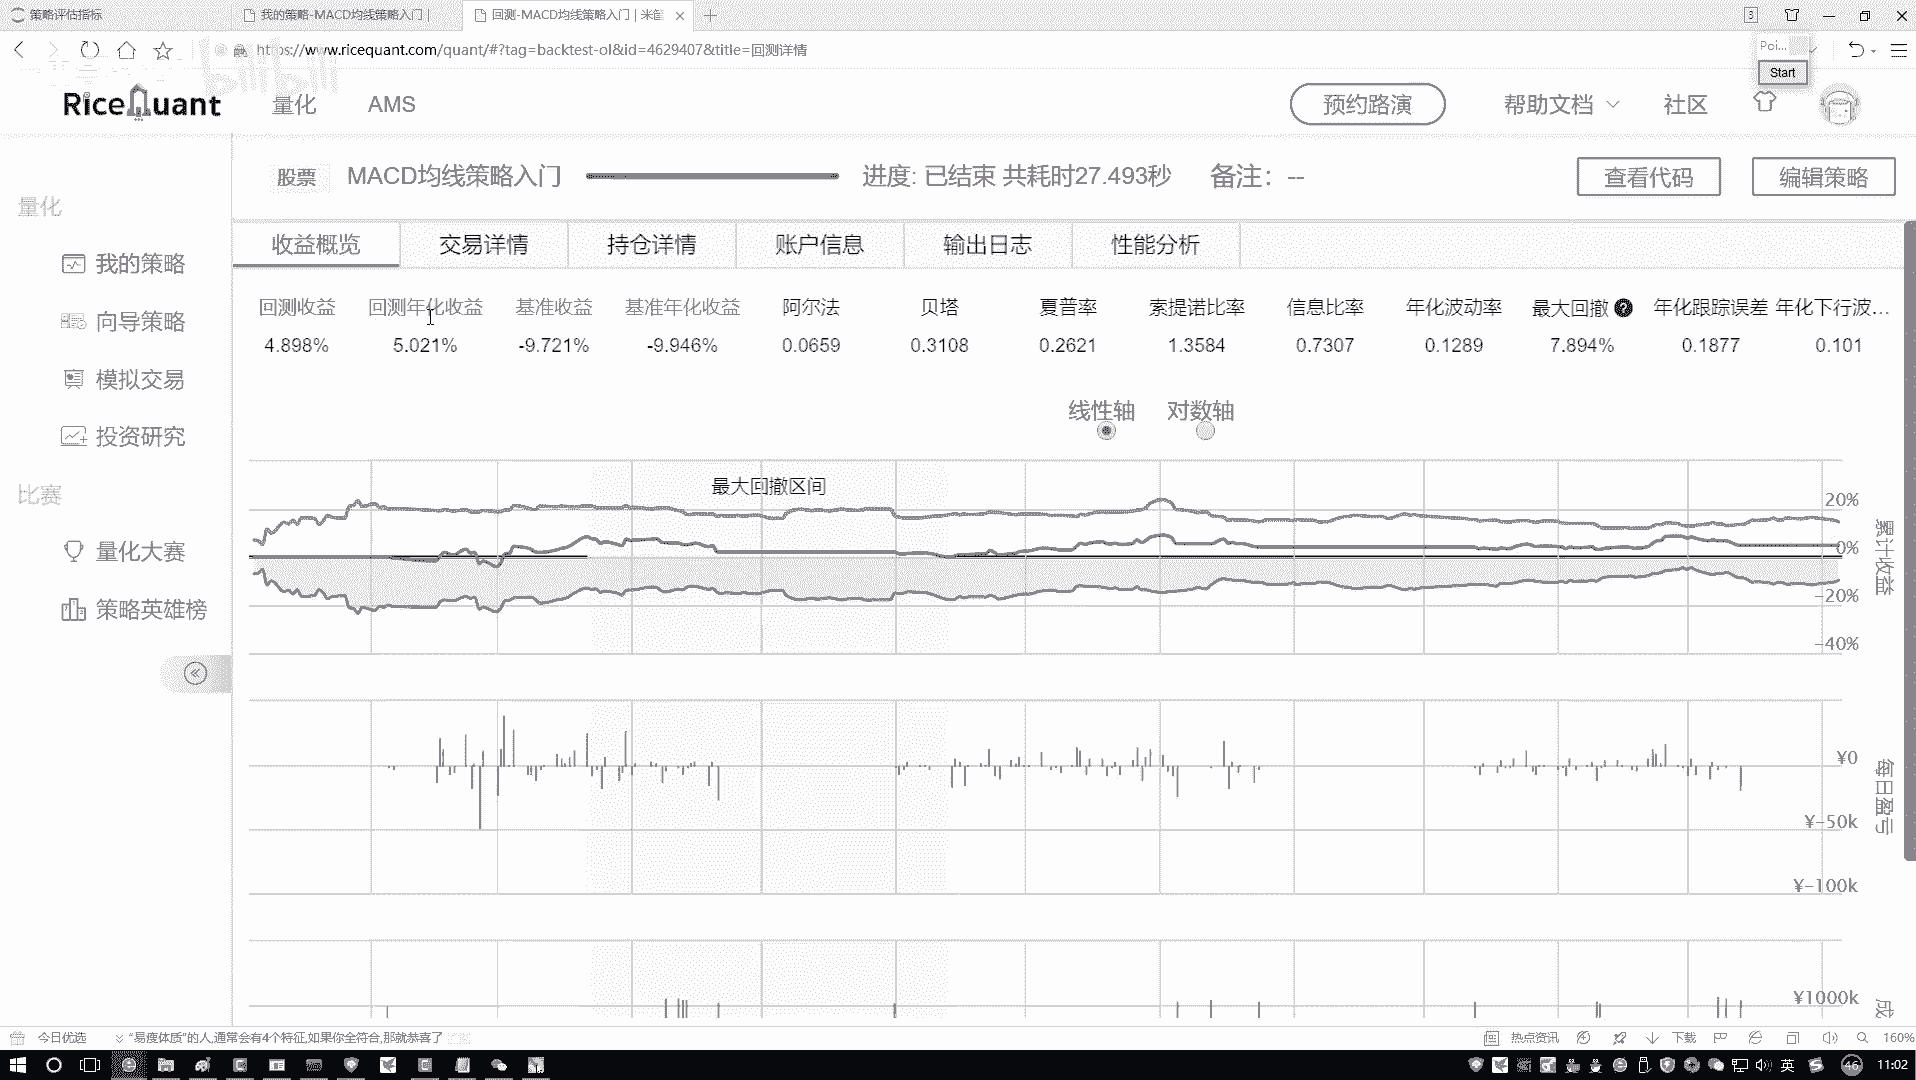 策略评估指标
我的策略-MACD均线策略入门 |
回测-MACD均线策略入门 | 米筐
3
https://www.ricequant.com/quant/#?tag=backtest-ol&id=4629407&title=回测详情
Poi...
Start
bilibili
RiceQuant
量化
AMS
预约路演
帮助文档
社区
股票
MACD均线策略入门
进度: 已结束 共耗时27.493秒
备注：--
查看代码
编辑策略
量化
我的策略
向导策略
模拟交易
投资研究
比赛
量化大赛
策略英雄榜
收益概览
交易详情
持仓详情
账户信息
输出日志
性能分析
回测收益 回测年化收益 基准收益 基准年化收益 阿尔法 贝塔 夏普率 索提诺比率 信息比率 年化波动率 最大回撤 ? 年化跟踪误差 年化下行波...
4.898% 5.021% -9.721% -9.946% 0.0659 0.3108 0.2621 1.3584 0.7307 0.1289 7.894% 0.1877 0.101
线性轴 对数轴
最大回撤区间
20%
0%
-20%
-40%
累计收益
¥0
¥-50k
¥-100k
每日盈亏
¥1000k
成
今日优选
“易瘦体质”的人,通常会有4个特征,如果你全符合,那就恭喜了
热点资讯
下载
160%
英
46
11:02